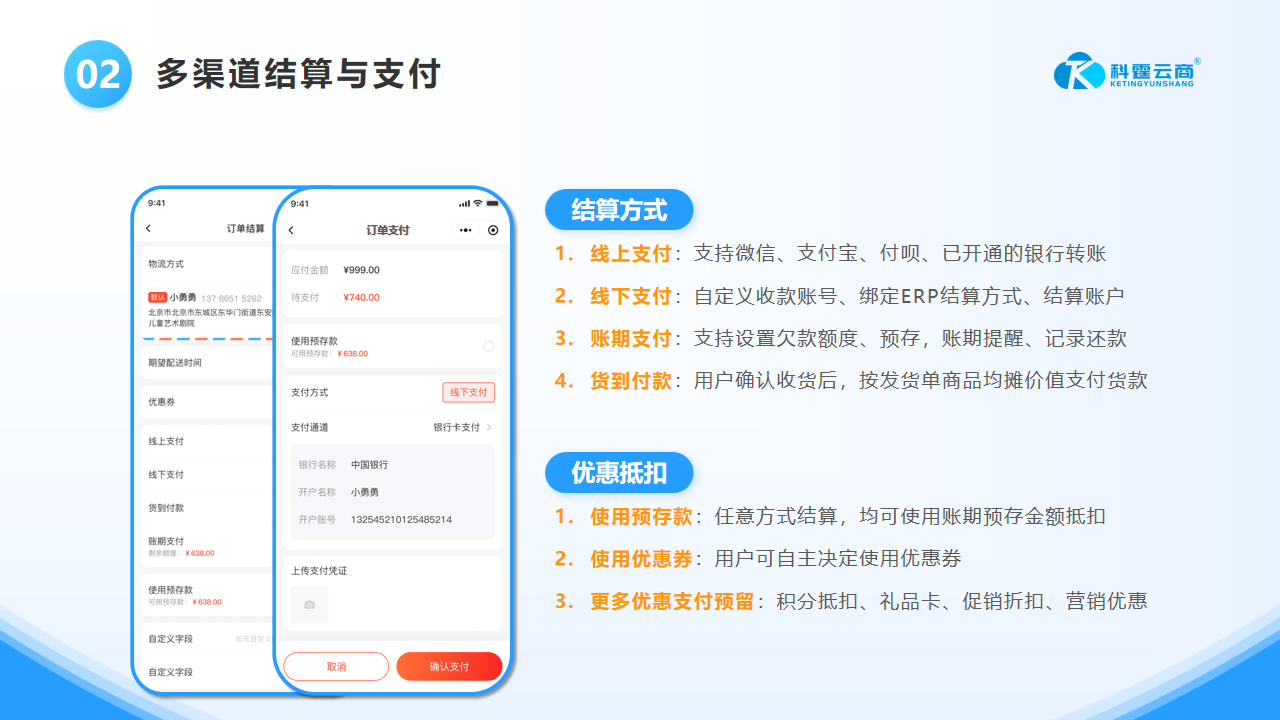 02
多渠道结算与支付
科霆云商®
KETINGYUNSHANG
9:41
订单结算
物流方式
默认 小勇勇 137 8651 5262
北京市北京市东城区东华门街道东安
儿童艺术剧院
期望配送时间
优惠券
线上支付
线下支付
货到付款
账期支付
剩余额度: ¥638.00
使用预存款
可用预存款: ¥638.00
自定义字段
如无自定义
自定义字段
9:41
订单支付
应付金额 ¥999.00
待支付 ¥740.00
使用预存款
可用预存款: ¥638.00
支付方式 线下支付
支付通道 银行卡支付
银行名称 中国银行
开户名称 小勇勇
开户账号 132545210125485214
上传支付凭证
取消 确认支付
结算方式
1. 线上支付：支持微信、支付宝、付呗、已开通的银行转账
2. 线下支付：自定义收款账号、绑定ERP结算方式、结算账户
3. 账期支付：支持设置欠款额度、预存，账期提醒、记录还款
4. 货到付款：用户确认收货后，按发货单商品均摊价值支付货款
优惠抵扣
1. 使用预存款：任意方式结算，均可使用账期预存金额抵扣
2. 使用优惠券：用户可自主决定使用优惠券
3. 更多优惠支付预留：积分抵扣、礼品卡、促销折扣、营销优惠